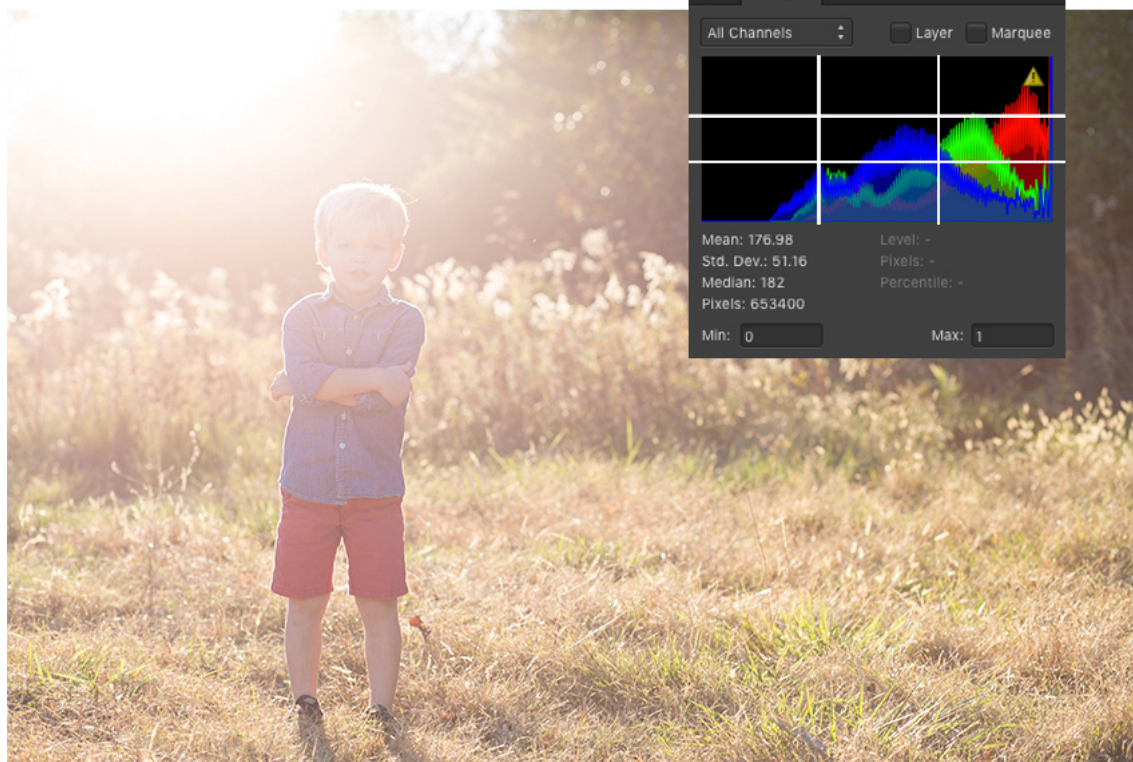 All Channels Layer Marquee
Mean: 176.98 Level: -
Std. Dev.: 51.16 Pixels: -
Median: 182 Percentile: -
Pixels: 653400
Min: 0 Max: 1